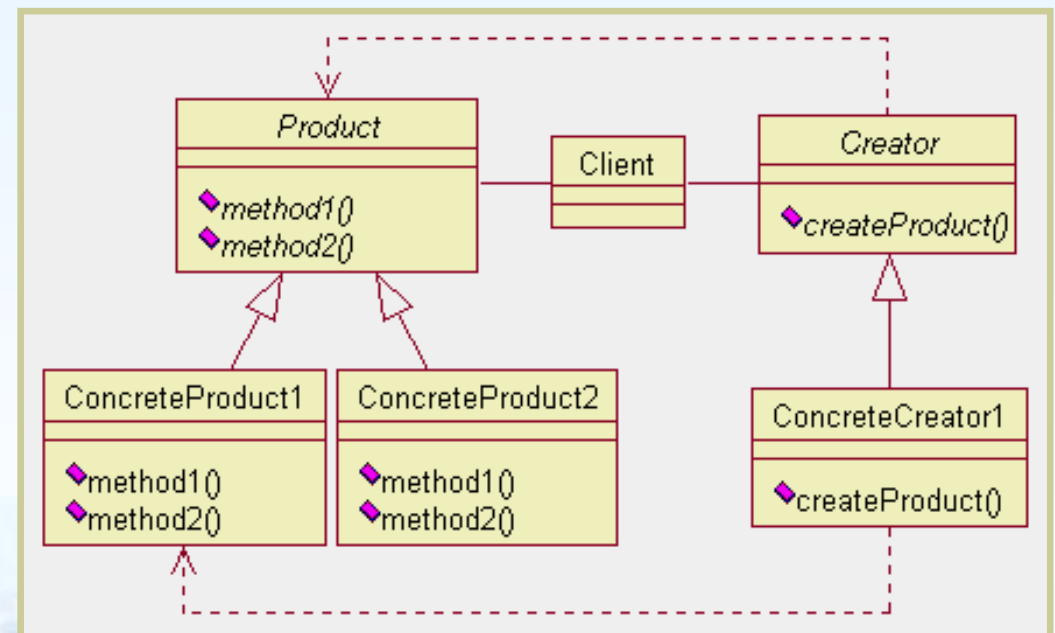 Product
method1()
method2()
Client
Creator
createProduct()
ConcreteProduct1
method1()
method2()
ConcreteProduct2
method1()
method2()
ConcreteCreator1
createProduct()